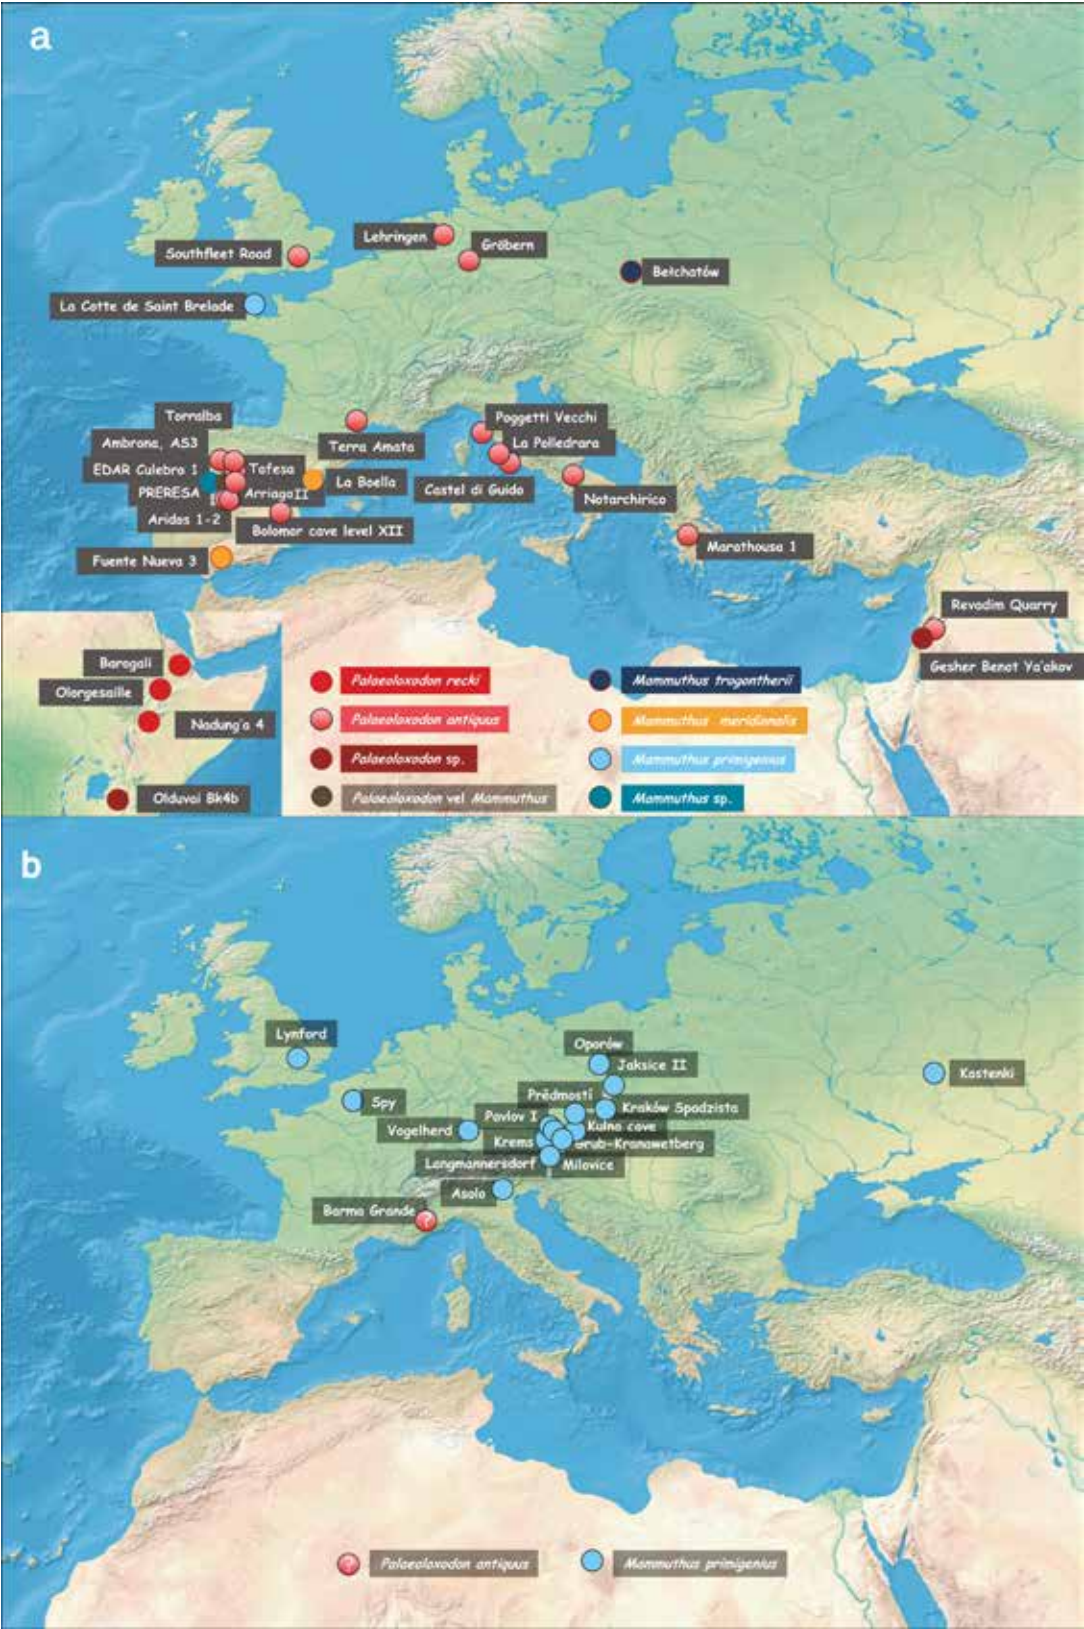 a
Lehringen
Gröbern
Southfleet Road
Bełchatów
La Cotte de Saint Brelade
Torralba
Poggetti Vecchi
Ambrona, AS3
Terra Amata
La Polledrara
EDAR Culebro 1
Tafesa
La Boella
PRERESA
Arriaga II
Castel di Guido
Notarchirico
Aridos 1-2
Bolomor cave level XII
Marathousa 1
Fuente Nueva 3
Revadim Quarry
Gesher Benot Ya'akov
Barogali
Olorgesaille
Nadung'a 4
Olduvai Bk4b
Palaeoloxodon recki
Palaeoloxodon antiquus
Palaeoloxodon sp.
Palaeoloxodon vel Mammuthus
Mammuthus trogontherii
Mammuthus meridionalis
Mammuthus primigenius
Mammuthus sp.
b
Lynford
Oporów
Jaksice II
Kostenki
Spy
Prědmostí
Kraków Spadzista
Pavlov I
Vogelherd
Kulna cave
Krems
Grub-Kranawetberg
Langmannersdorf
Milovice
Asolo
Barma Grande
?
? Palaeoloxodon antiquus
Mammuthus primigenius